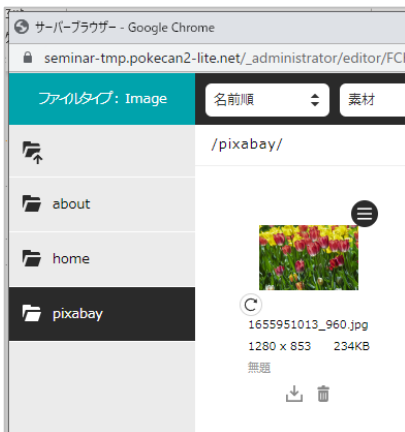 サーバーブラウザー - Google Chrome
seminar-tmp.pokecan2-lite.net/_administrator/editor/FC
ファイルタイプ: Image
名前順
素材
/pixabay/
about
home
pixabay
1655951013_960.jpg
1280 x 853 234KB
無題